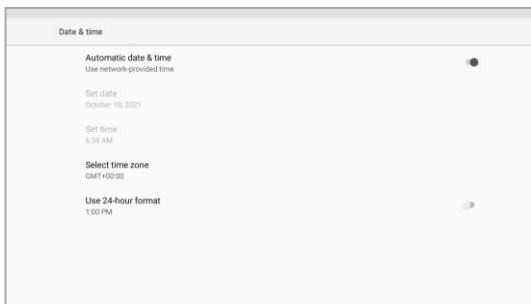 Date & time
Automatic date & time
Use network-provided time
Set date
October 18, 2021
Set time
6:39 AM
Select time zone
GMT+00:00
Use 24-hour format
1:00 PM